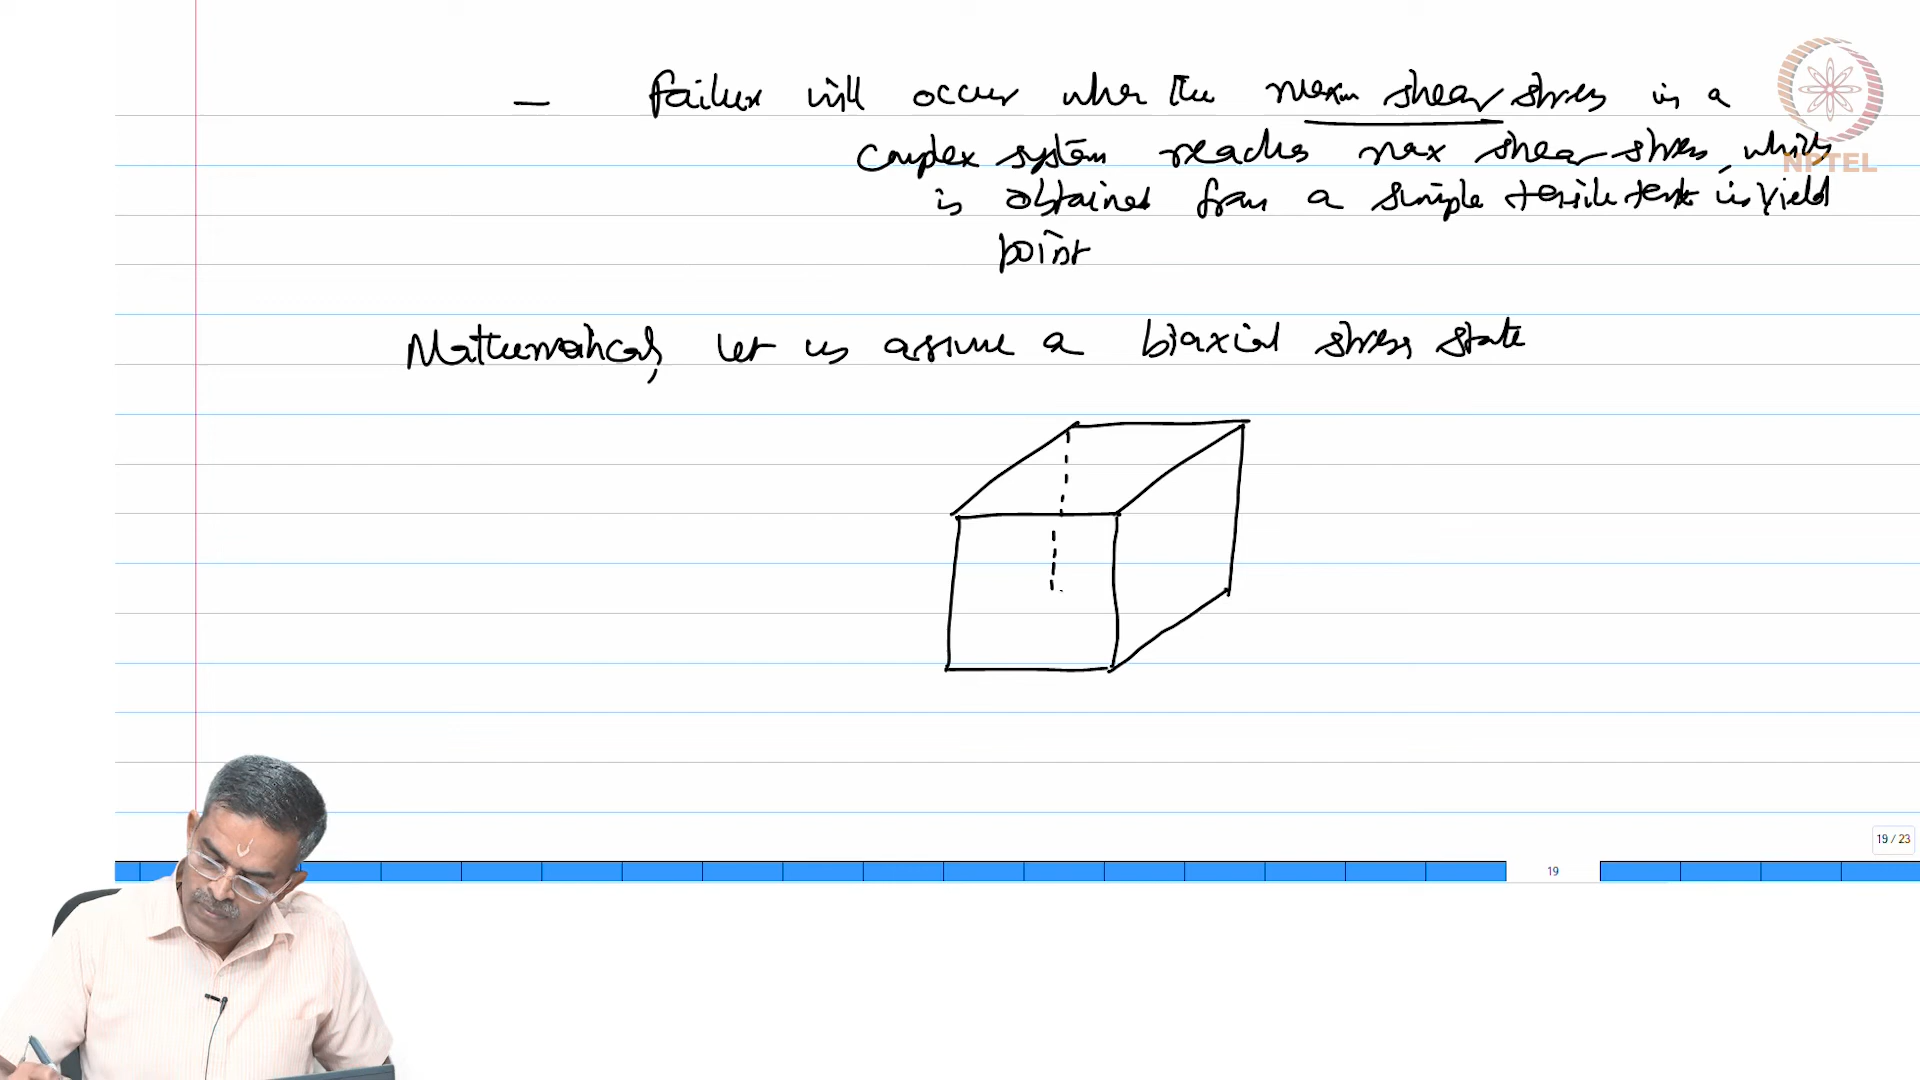 — Failure will occur when the maxm shear stress in a
complex system reaches max shear stress, which
is obtained from a simple tensile test in yield
point
Mathematical, let us assume a biaxial stress state
NPTEL
19 / 23
19